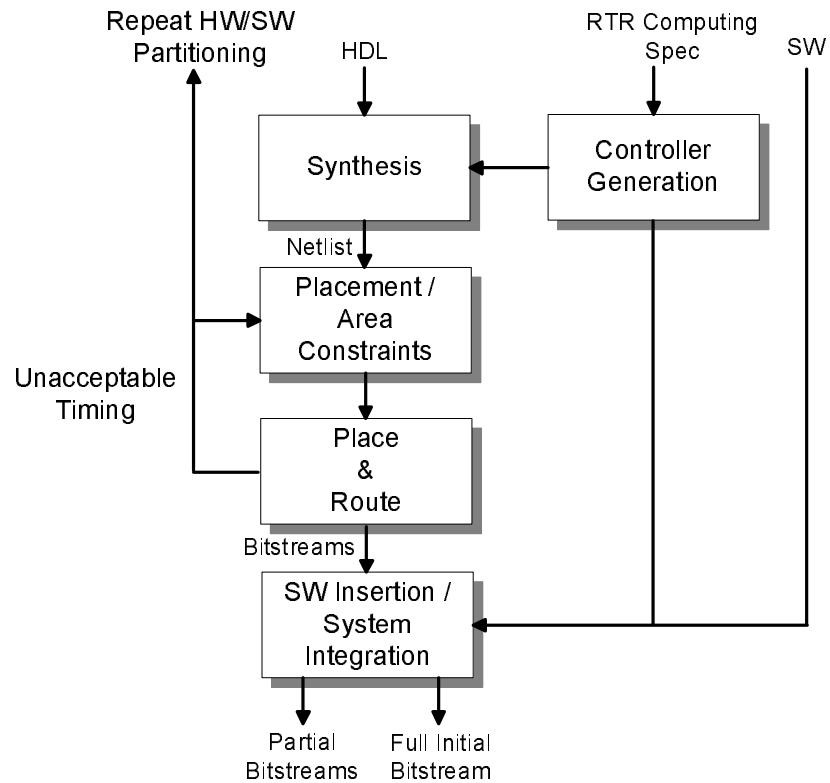 Repeat HW/SW
Partitioning
HDL
RTR Computing
Spec
SW
Synthesis
Controller
Generation
Netlist
Placement /
Area
Constraints
Unacceptable
Timing
Place
&
Route
Bitstreams
SW Insertion /
System
Integration
Partial
Bitstreams
Full Initial
Bitstream